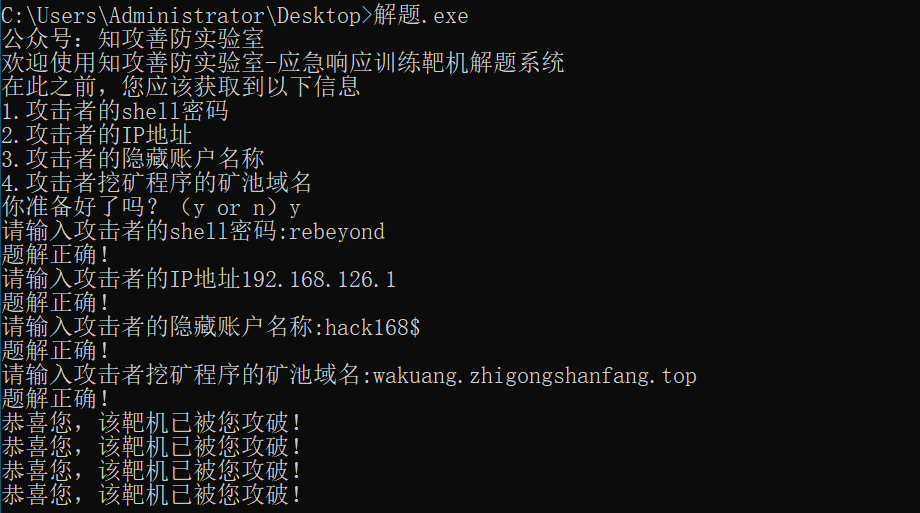 C:\Users\Administrator\Desktop>解题.exe
公众号：知攻善防实验室
欢迎使用知攻善防实验室-应急响应训练靶机解题系统
在此之前，您应该获取到以下信息
1.攻击者的shell密码
2.攻击者的IP地址
3.攻击者的隐藏账户名称
4.攻击者挖矿程序的矿池域名
你准备好了吗？（y or n）y
请输入攻击者的shell密码:rebeyond
题解正确！
请输入攻击者的IP地址192.168.126.1
题解正确！
请输入攻击者的隐藏账户名称:hack168$
题解正确！
请输入攻击者挖矿程序的矿池域名:wakuang.zhigongshanfang.top
题解正确！
恭喜您，该靶机已被您攻破！
恭喜您，该靶机已被您攻破！
恭喜您，该靶机已被您攻破！
恭喜您，该靶机已被您攻破！